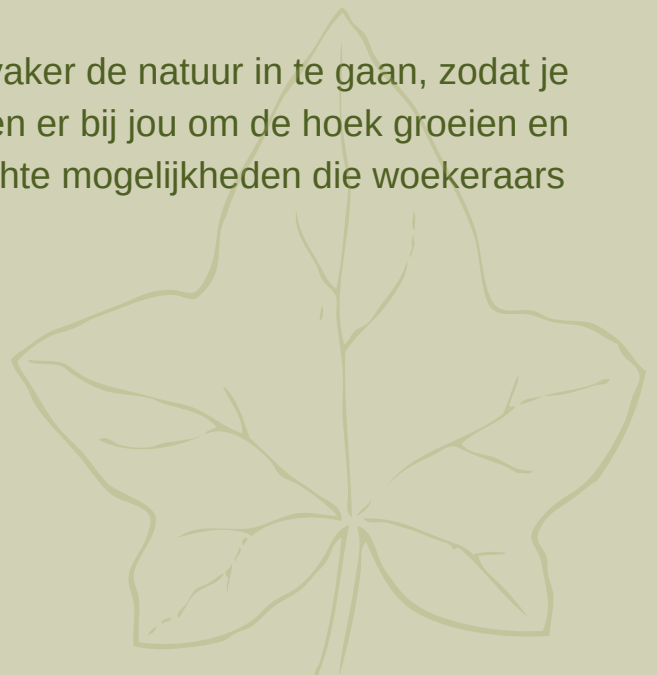 vaker de natuur in te gaan, zodat je
en er bij jou om de hoek groeien en
hte mogelijkheden die woekeraars